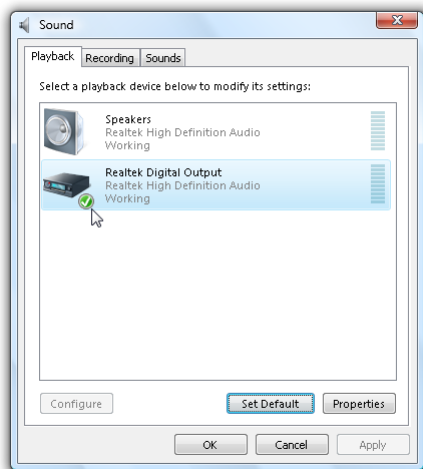 Sound
Playback Recording Sounds
Select a playback device below to modify its settings:
Speakers
Realtek High Definition Audio
Working
Realtek Digital Output
Realtek High Definition Audio
Working
Configure Set Default Properties
OK Cancel Apply